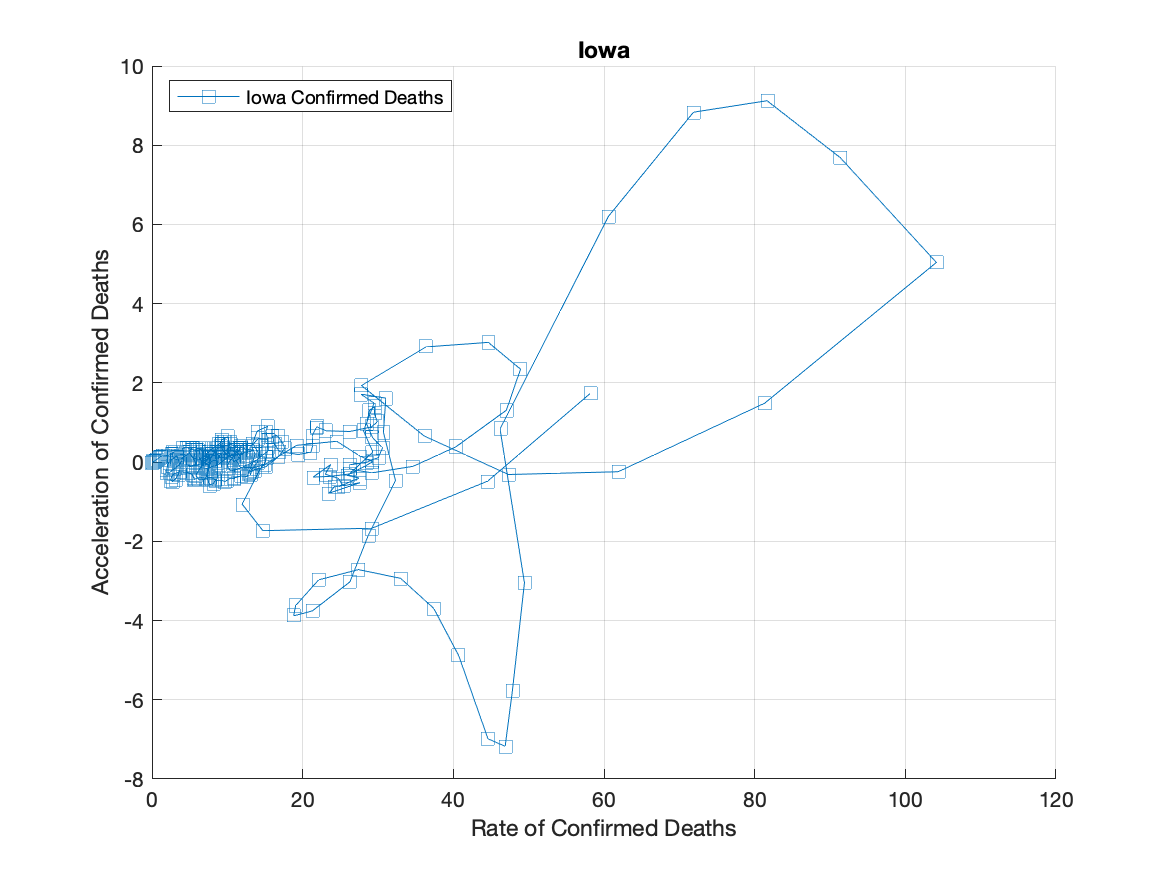 Iowa
Iowa Confirmed Deaths
10
8
6
4
2
0
-2
-4
-6
-8
Acceleration of Confirmed Deaths
0 20 40 60 80 100 120
Rate of Confirmed Deaths